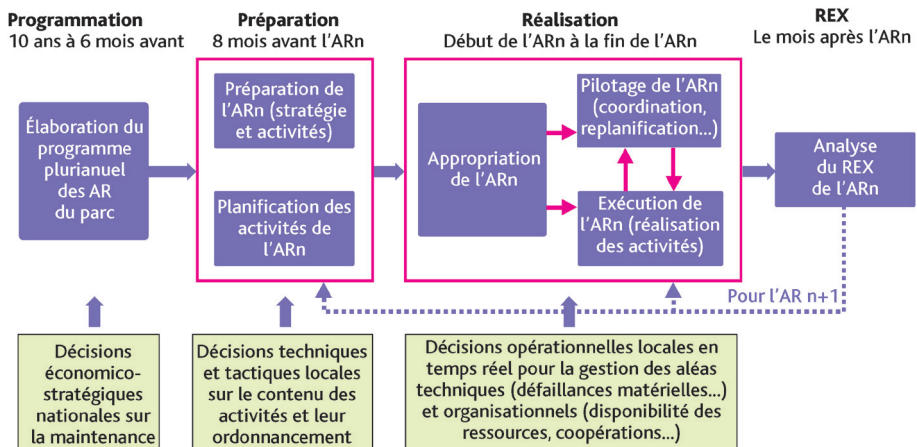 Programmation
10 ans à 6 mois avant
Préparation
8 mois avant l'ARn
Réalisation
Début de l'ARn à la fin de l'ARn
REX
Le mois après l'ARn
Élaboration du
programme
plurianuel
des AR
du parc
Préparation de
l'ARn (stratégie
et activités)
Planification des
activités de
l'ARn
Appropriation
de l'ARn
Pilotage de l'ARn
(coordination,
replanification...)
Exécution de
l'ARn (réalisation
des activités)
Analyse
du REX
de l'ARn
Pour l'AR n+1
Décisions
économico-
stratégiques
nationales sur
la maintenance
Décisions techniques
et tactiques locales
sur le contenu des
activités et leur
ordonnancement
Décisions opérationnelles locales en
temps réel pour la gestion des aléas
techniques (défaillances matérielles...)
et organisationnels (disponibilité des
ressources, coopérations...)